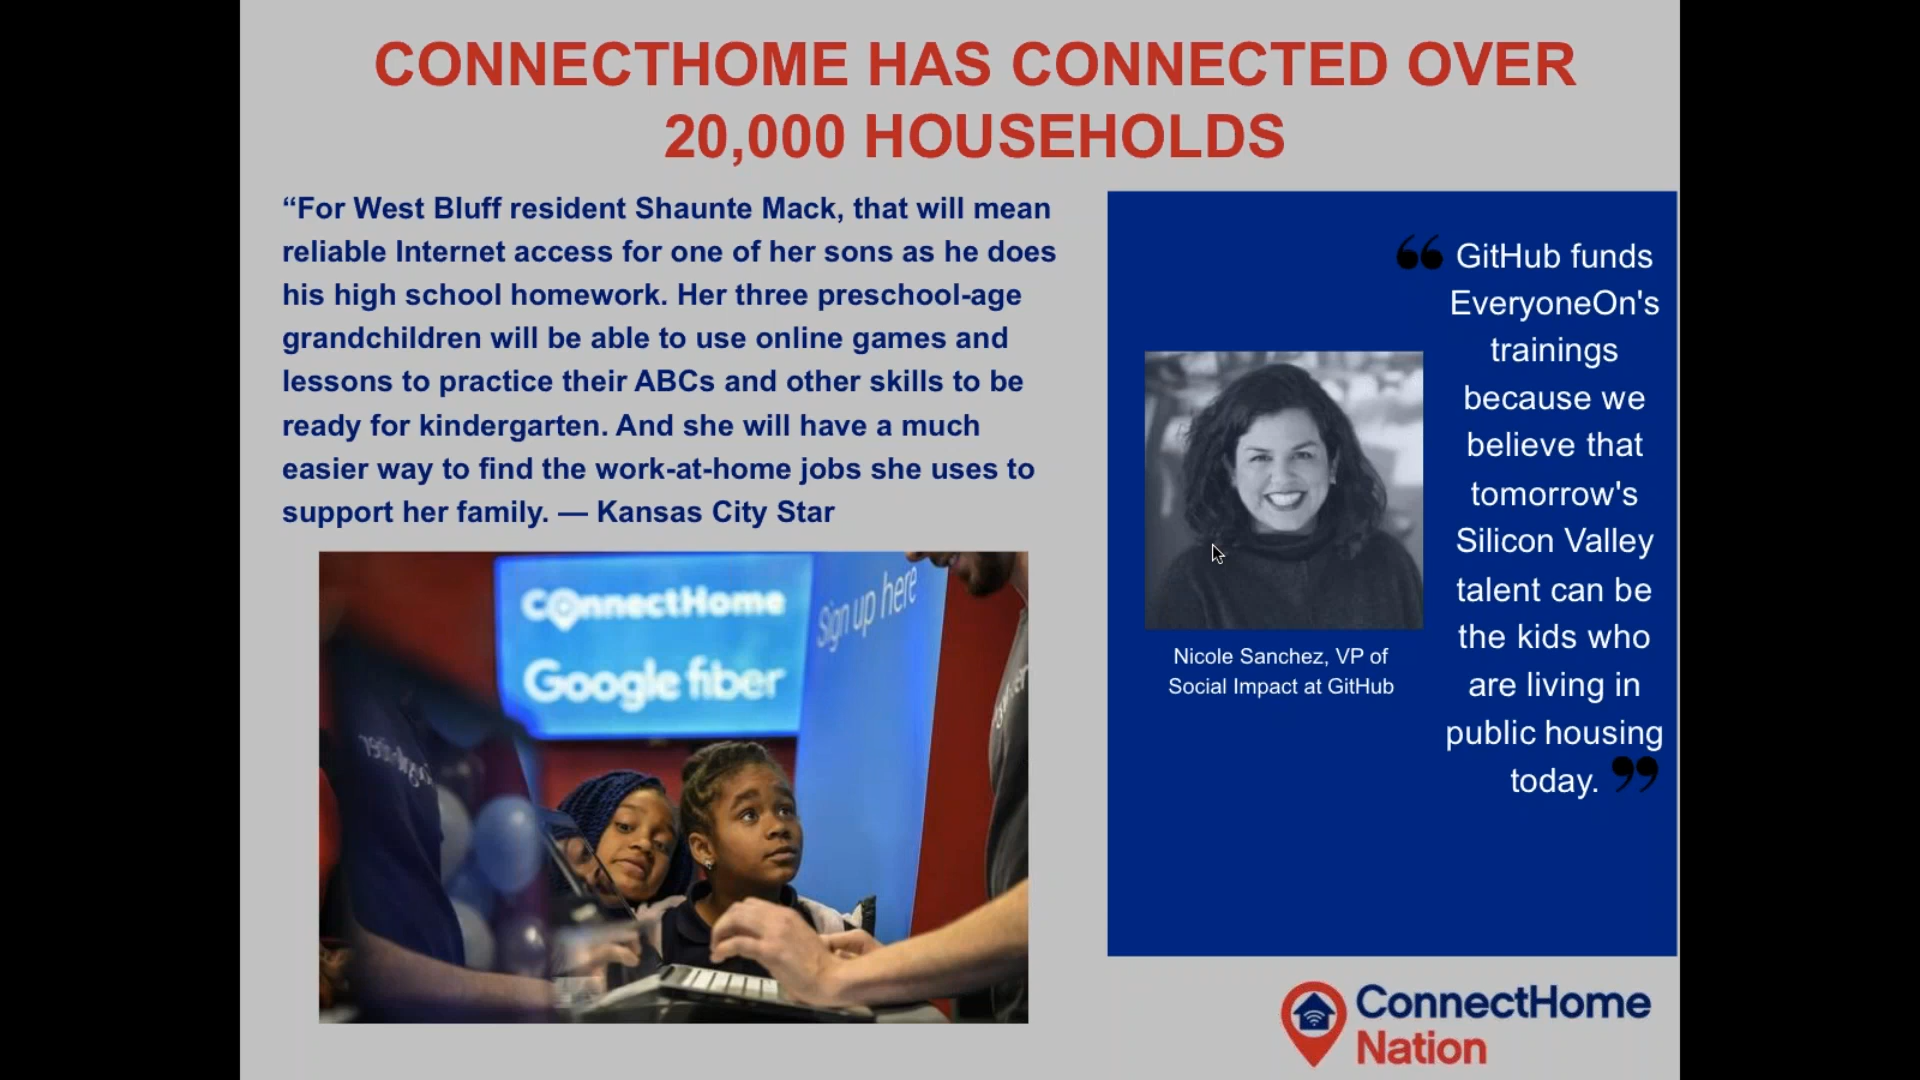 CONNECTHOME HAS CONNECTED OVER
20,000 HOUSEHOLDS
“For West Bluff resident Shaunte Mack, that will mean
reliable Internet access for one of her sons as he does
his high school homework. Her three preschool-age
grandchildren will be able to use online games and
lessons to practice their ABCs and other skills to be
ready for kindergarten. And she will have a much
easier way to find the work-at-home jobs she uses to
support her family. — Kansas City Star
ConnectHome
Google fiber
Sign up here
“ GitHub funds
EveryoneOn's
trainings
because we
believe that
tomorrow's
Silicon Valley
talent can be
the kids who
are living in
public housing
today. ”
Nicole Sanchez, VP of
Social Impact at GitHub
ConnectHome
Nation